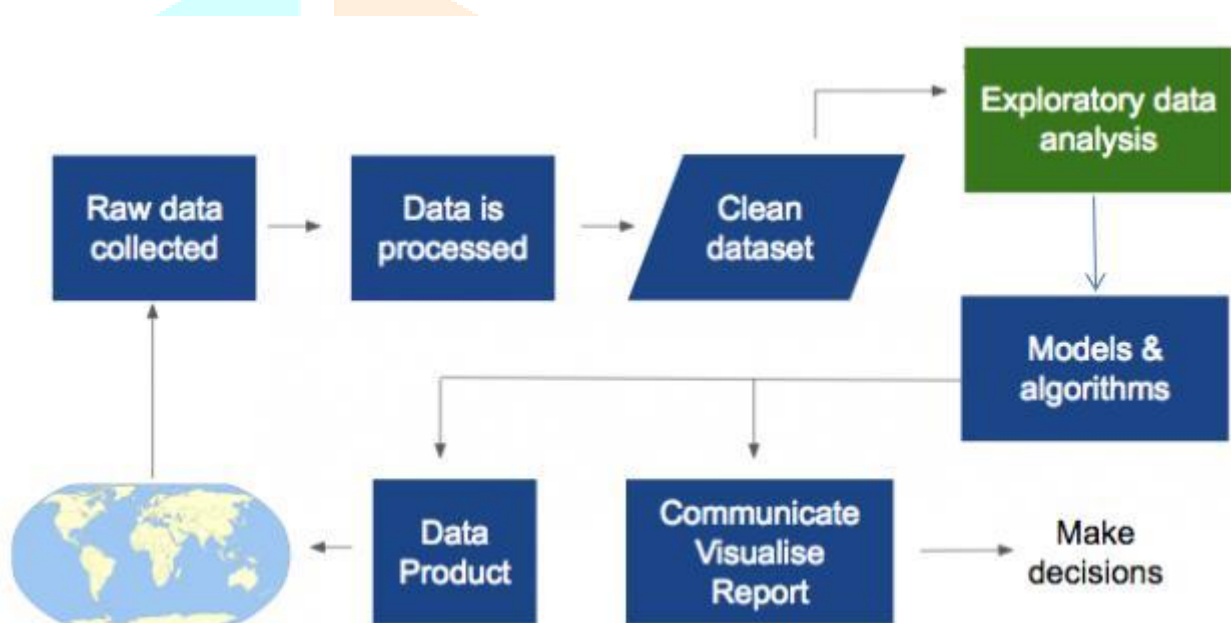 Exploratory data
analysis
Raw data
collected
Data is
processed
Clean
dataset
Models &
algorithms
Data
Product
Communicate
Visualise
Report
Make
decisions